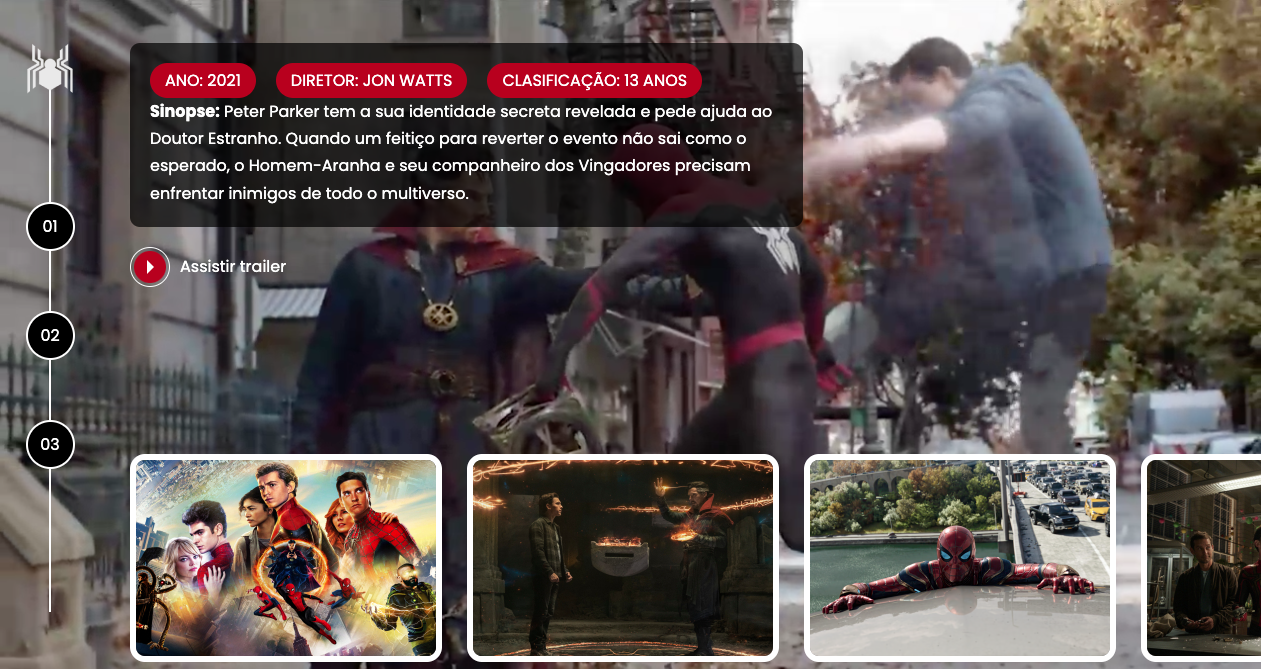 ANO: 2021 DIRETOR: JON WATTS CLASIFICAÇÃO: 13 ANOS
Sinopse: Peter Parker tem a sua identidade secreta revelada e pede ajuda ao
Doutor Estranho. Quando um feitiço para reverter o evento não sai como o
esperado, o Homem-Aranha e seu companheiro dos Vingadores precisam
enfrentar inimigos de todo o multiverso.
01
Assistir trailer
02
03